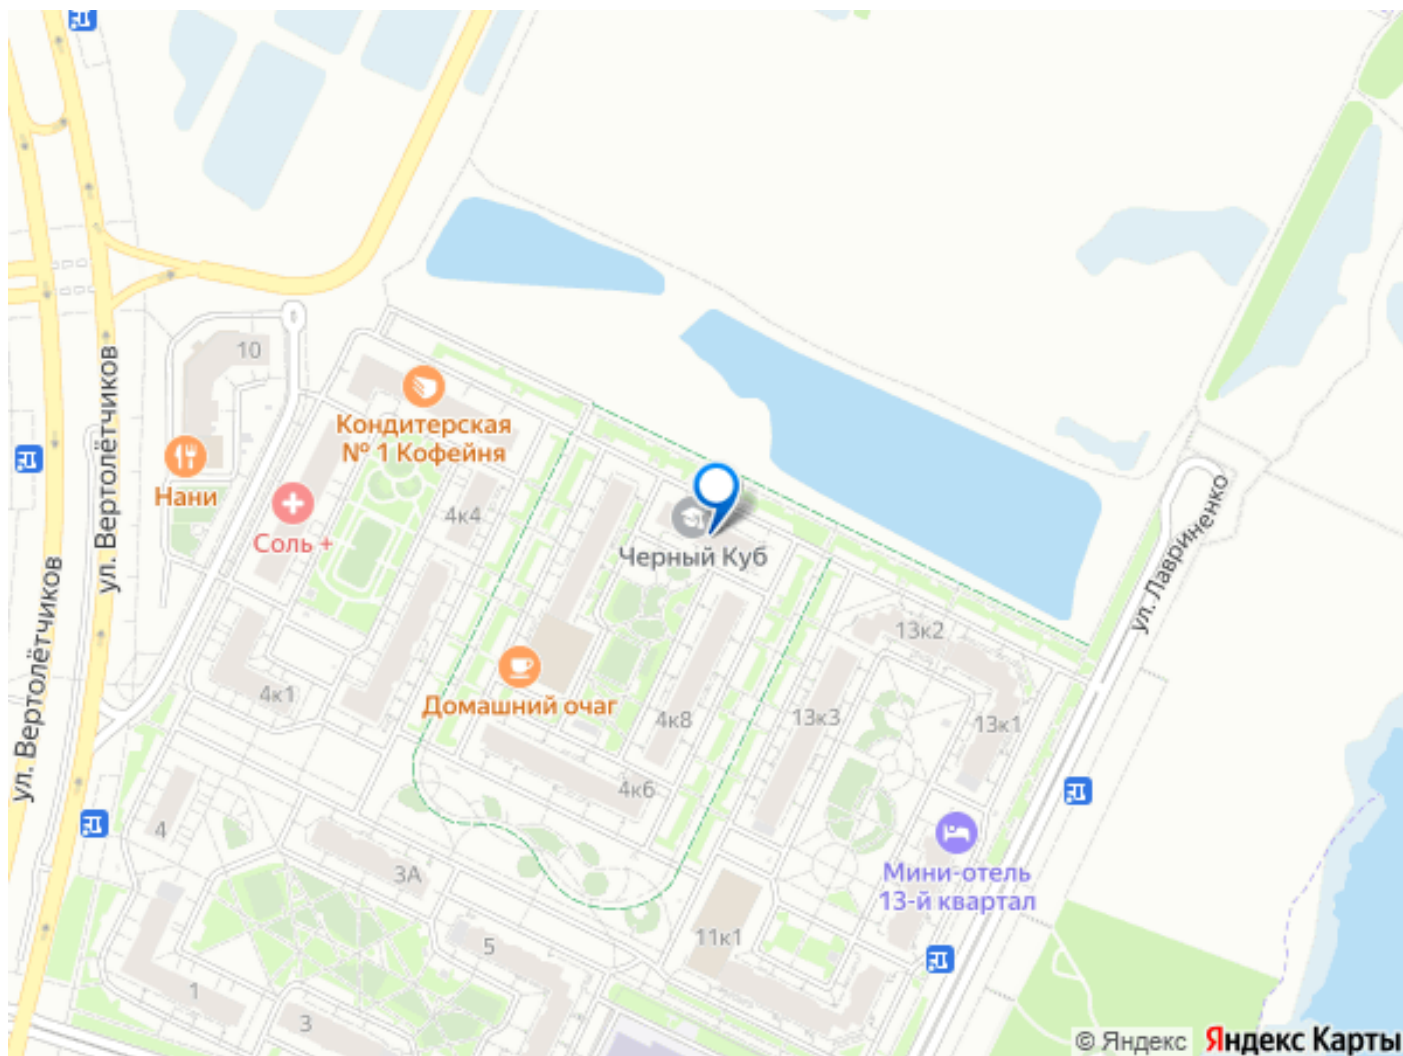 10
Кондитерская
№ 1 Кофейня
Нани
ул. Вертолётчиков
Соль +
4к4
Черный Куб
ул. Лавриненко
ул. Вертолётчиков
13к2
4к1
Домашний очаг
4к8
13к3
13к1
4к6
4
3А
Мини-отель
13-й квартал
11к1
5
1
3
© Яндекс Яндекс Карты